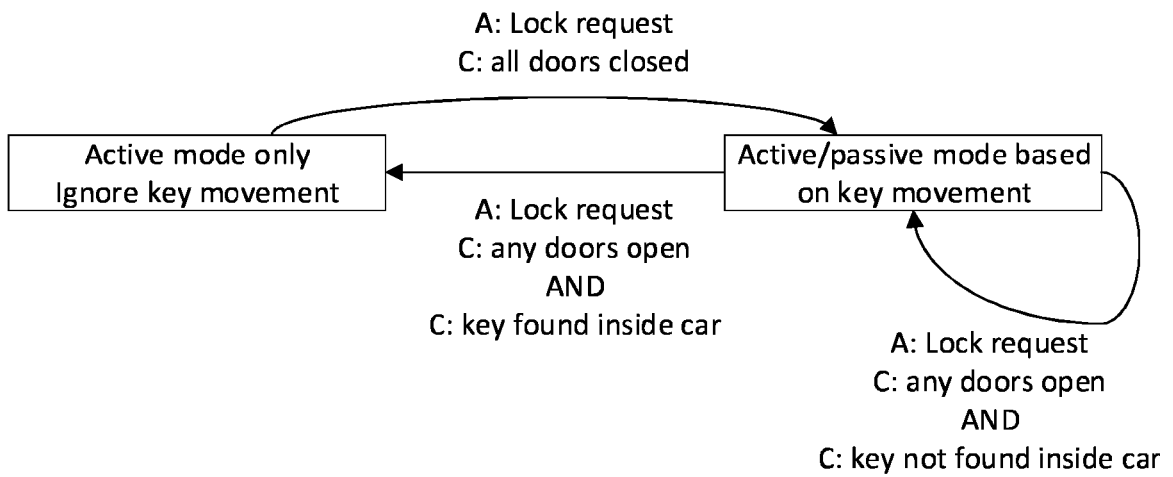 A: Lock request
C: all doors closed
Active mode only
Ignore key movement
Active/passive mode based
on key movement
A: Lock request
C: any doors open
AND
C: key found inside car
A: Lock request
C: any doors open
AND
C: key not found inside car